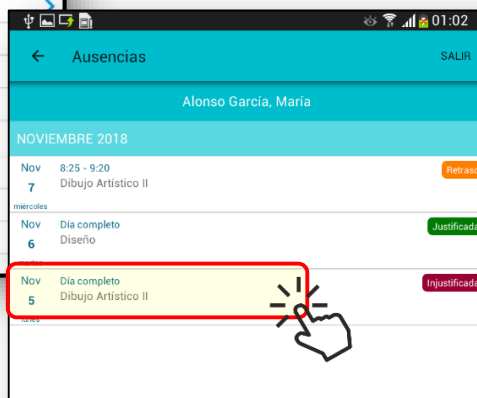 01:02
Ausencias SALIR
Alonso García, María
NOVIEMBRE 2018
Nov 8:25 - 9:20 Retraso
7 Dibujo Artístico II
miércoles
Nov Día completo Justificada
6 Diseño
Nov Día completo Injustificada
5 Dibujo Artístico II
lunes